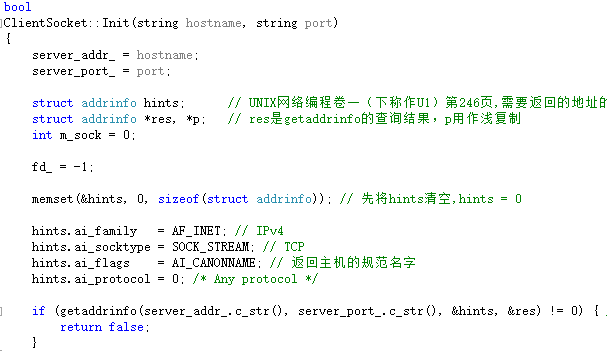 bool
ClientSocket::Init(string hostname, string port)
{
    server_addr_ = hostname;
    server_port_ = port;

    struct addrinfo hints;      // UNIX网络编程卷一（下称作U1）第246页,需要返回的地址的
    struct addrinfo *res, *p;   // res是getaddrinfo的查询结果，p用作浅复制
    int m_sock = 0;

    fd_ = -1;

    memset(&hints, 0, sizeof(struct addrinfo)); // 先将hints清空,hints = 0

    hints.ai_family   = AF_INET; // IPv4
    hints.ai_socktype = SOCK_STREAM; // TCP
    hints.ai_flags    = AI_CANONNAME; // 返回主机的规范名字
    hints.ai_protocol = 0; /* Any protocol */

    if (getaddrinfo(server_addr_.c_str(), server_port_.c_str(), &hints, &res) != 0) {
        return false;
    }